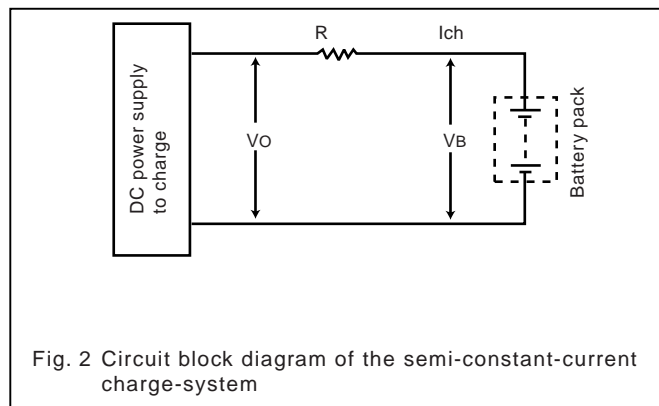 R
Ich
DC power supply
to charge
VO
VB
Battery pack
Fig. 2 Circuit block diagram of the semi-constant-current
charge-system